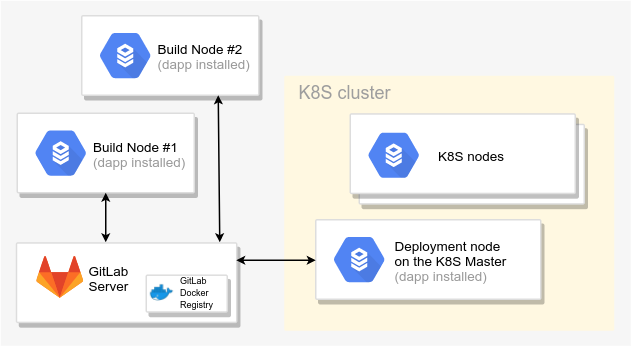 Build Node #2
(dapp installed)
K8S cluster
Build Node #1
(dapp installed)
K8S nodes
GitLab
Server
GitLab
Docker
Registry
Deployment node
on the K8S Master
(dapp installed)